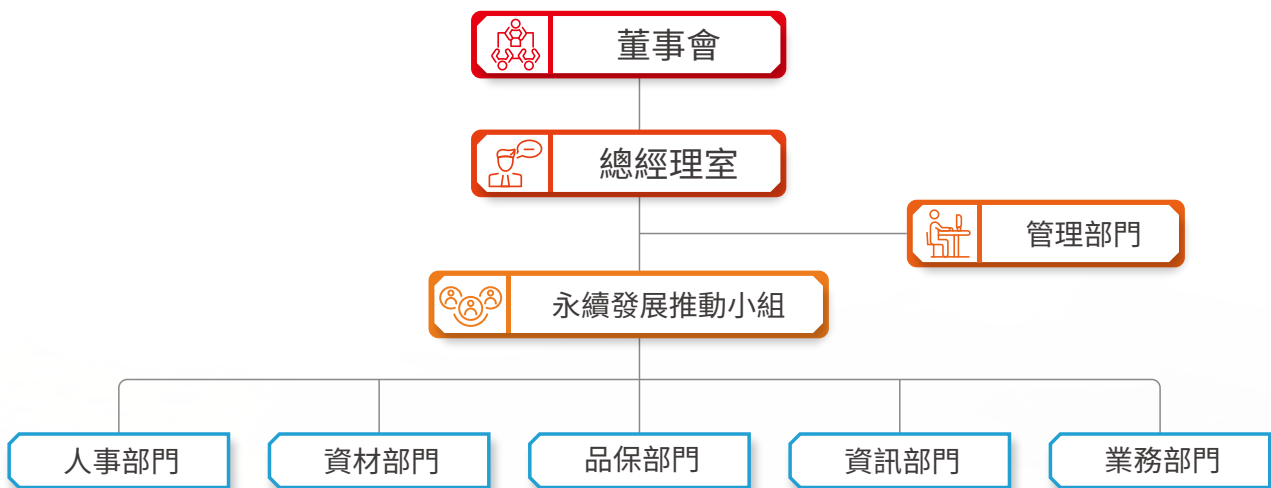 董事會
總經理室
管理部門
永續發展推動小組
人事部門
資材部門
品保部門
資訊部門
業務部門